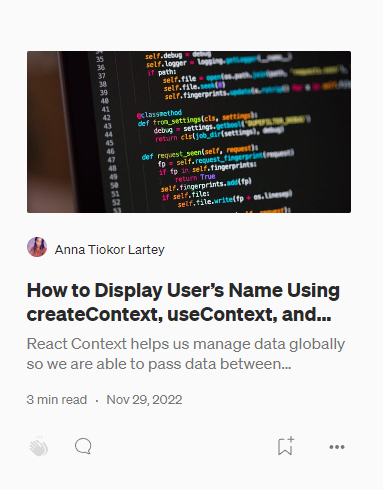 35 self.debug = debug
36 self.logger = logging.getLogger(__name__)
37 if path:
38 self.file = open(os.path.join(path,
39 self.file.seek(0)
40 self.fingerprints.update(
41
42 @classmethod
43 def from_settings(cls, settings):
44 debug = settings.getbool(
45 return cls(job_dir(settings), debug)
46
47 def request_seen(self, request):
48 fp = self.request_fingerprint(request)
49 if fp in self.fingerprints:
50 return True
51 self.fingerprints.add(fp)
52 if self.file:
53 self.file.write(fp + os.linesep)
Anna Tiokor Lartey
How to Display User’s Name Using
createContext, useContext, and...
React Context helps us manage data globally
so we are able to pass data between...
3 min read · Nov 29, 2022